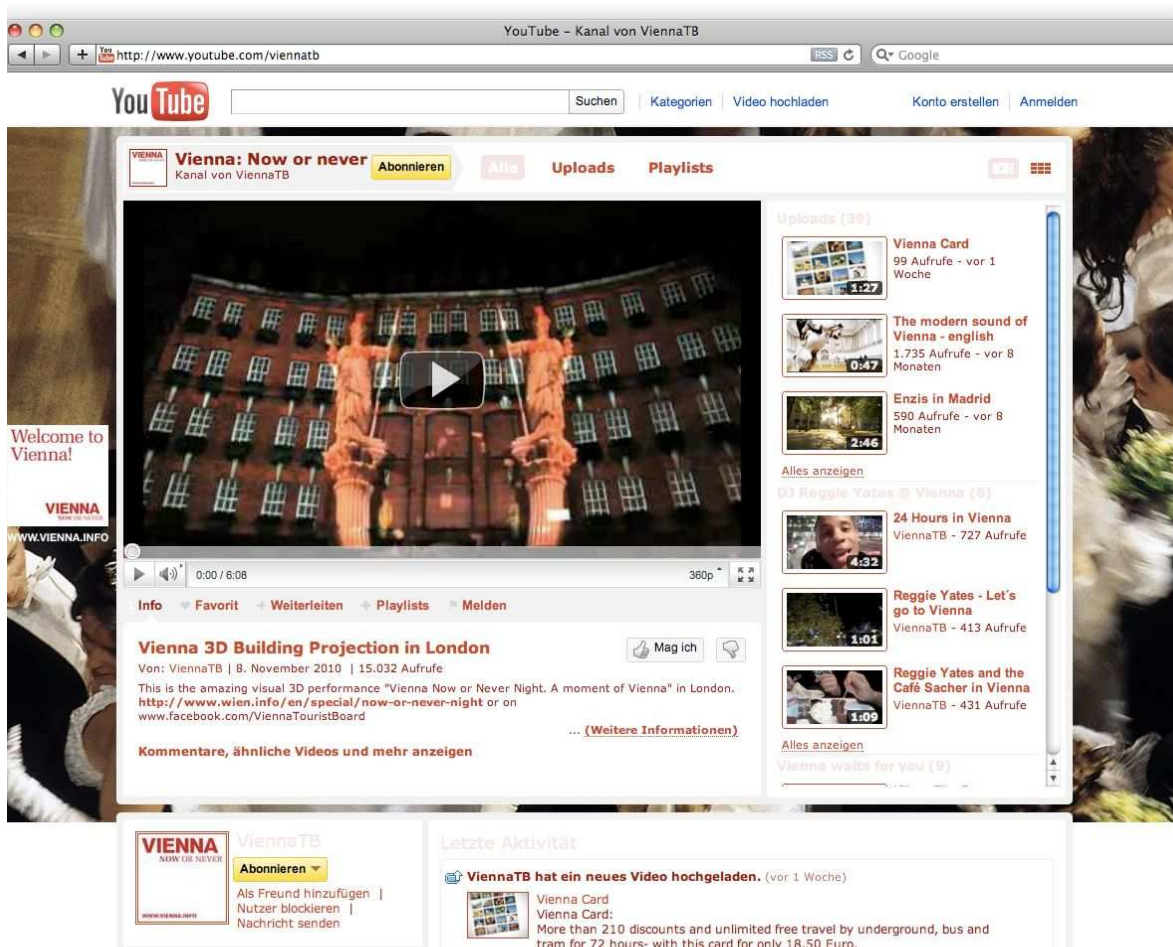 YouTube – Kanal von ViennaTB
http://www.youtube.com/viennatb
RSS
Google
YouTube
Suchen
Kategorien
Video hochladen
Konto erstellen
Anmelden
VIENNA
Vienna: Now or never
Kanal von ViennaTB
Abonnieren
Alle
Uploads
Playlists
Uploads (39)
Vienna Card
99 Aufrufe - vor 1
Woche
1:27
The modern sound of
Vienna - english
1.735 Aufrufe - vor 8
Monaten
0:47
Enzis in Madrid
590 Aufrufe - vor 8
Monaten
2:46
Alles anzeigen
DJ Reggie Yates @ Vienna (6)
24 Hours in Vienna
ViennaTB - 727 Aufrufe
4:32
Reggie Yates - Let´s
go to Vienna
ViennaTB - 413 Aufrufe
1:01
Reggie Yates and the
Café Sacher in Vienna
ViennaTB - 431 Aufrufe
1:09
Alles anzeigen
Vienna waits for you (9)
Welcome to
Vienna!
VIENNA
NOW OR NEVER
WWW.VIENNA.INFO
0:00 / 6:08
360p
Info
Favorit
Weiterleiten
Playlists
Melden
Vienna 3D Building Projection in London
Mag ich
Von: ViennaTB | 8. November 2010 | 15.032 Aufrufe
This is the amazing visual 3D performance "Vienna Now or Never Night. A moment of Vienna" in London.
http://www.wien.info/en/special/now-or-never-night or on
www.facebook.com/ViennaTouristBoard
... (Weitere Informationen)
Kommentare, ähnliche Videos und mehr anzeigen
VIENNA
NOW OR NEVER
WWW.VIENNA.INFO
ViennaTB
Abonnieren
Als Freund hinzufügen |
Nutzer blockieren |
Nachricht senden
Letzte Aktivität
ViennaTB hat ein neues Video hochgeladen. (vor 1 Woche)
Vienna Card
Vienna Card:
More than 210 discounts and unlimited free travel by underground, bus and
tram for 72 hours- with this card for only 18,50 Euro.